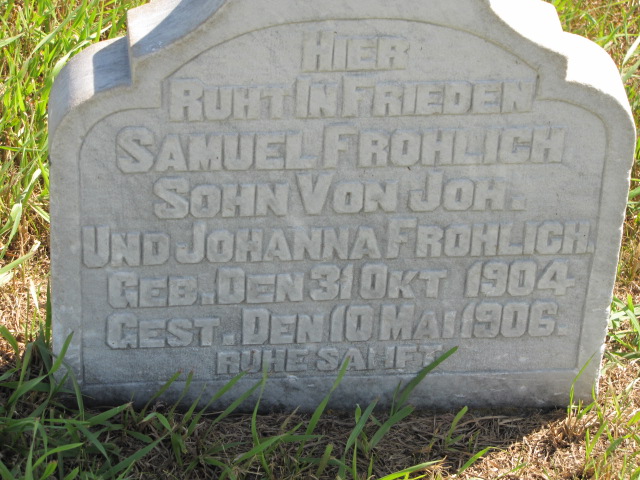 HIER
RUHT IN FRIEDEN
SAMUEL FROHLICH
SOHN VON JOH.
UND JOHANNA FROHLICH.
GEB. DEN 31 OKT 1904
GEST. DEN 10 MAI 1906.
RUHE SANFT